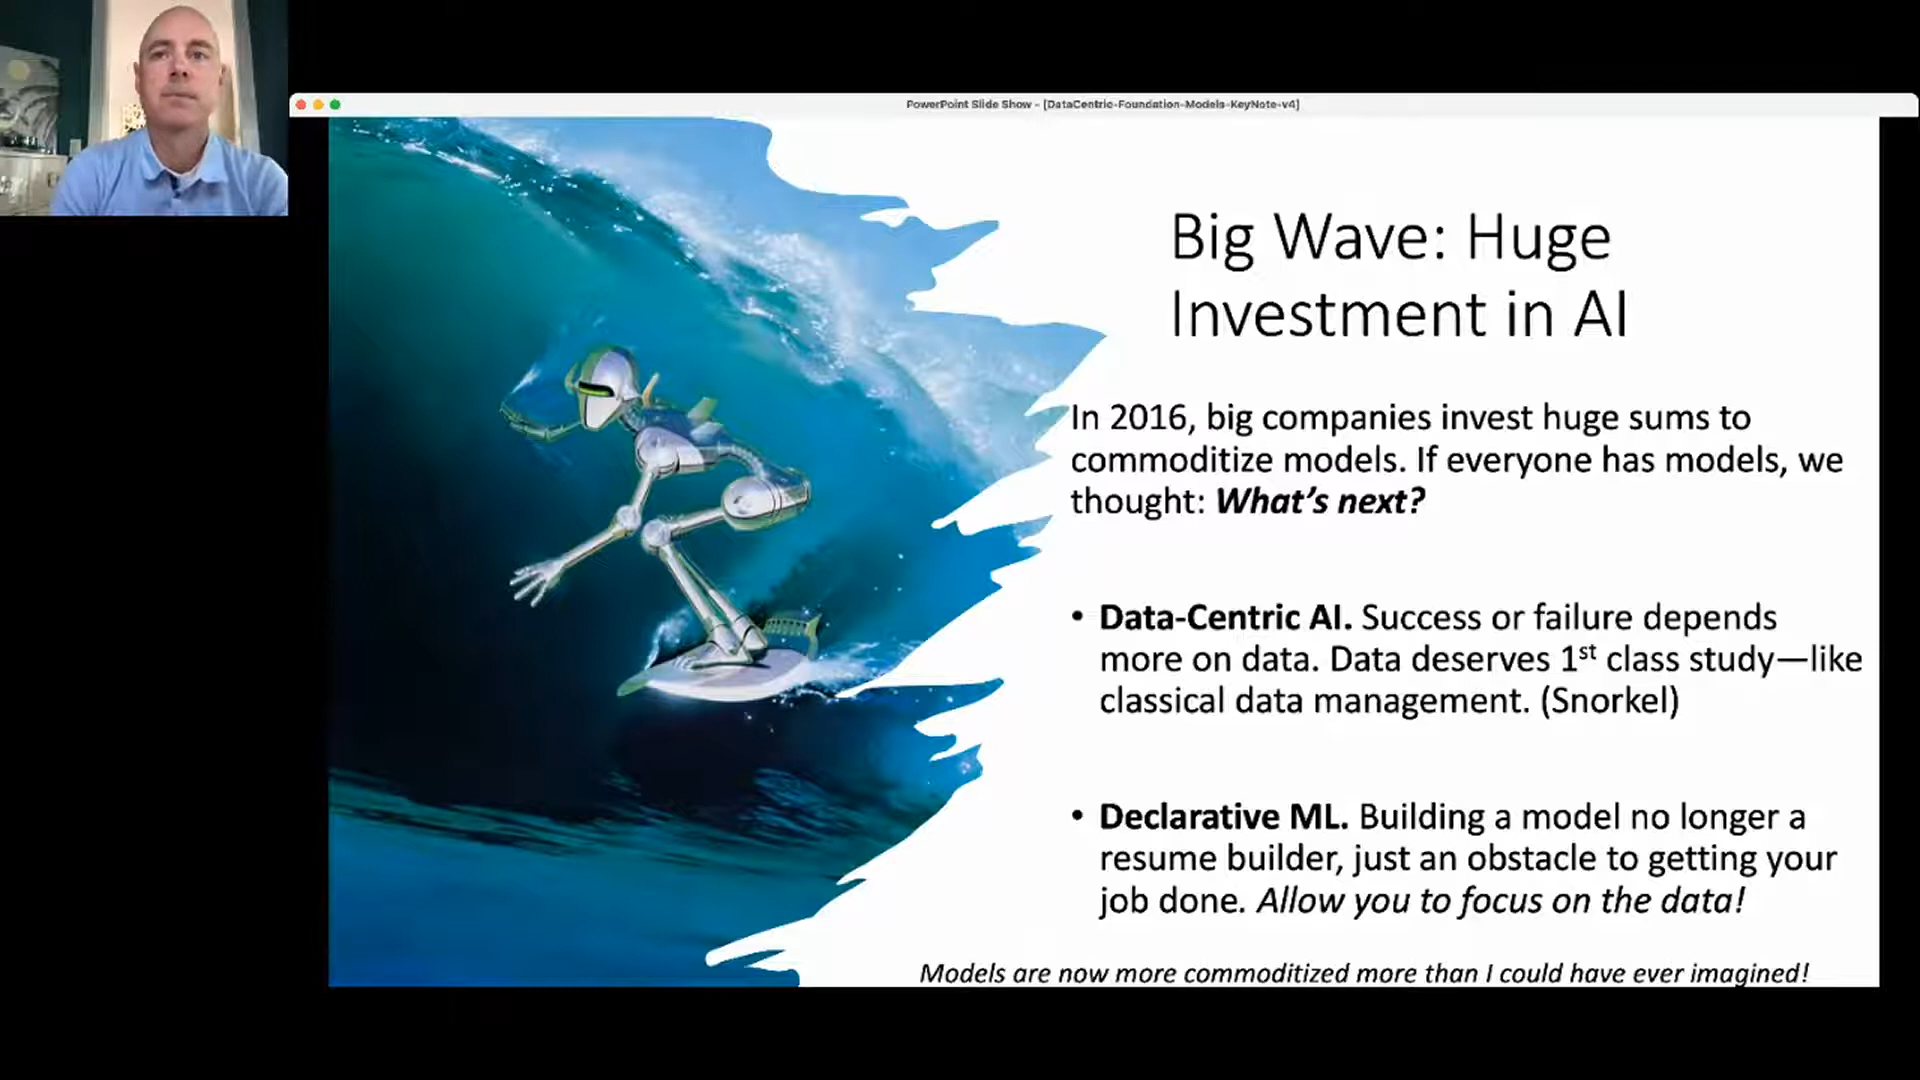 PowerPoint Slide Show - [DataCentric-Foundation-Models-KeyNote-v4]
Big Wave: Huge
Investment in AI
In 2016, big companies invest huge sums to
commoditize models. If everyone has models, we
thought: What’s next?
• Data-Centric AI. Success or failure depends
more on data. Data deserves 1st class study—like
classical data management. (Snorkel)
• Declarative ML. Building a model no longer a
resume builder, just an obstacle to getting your
job done. Allow you to focus on the data!
Models are now more commoditized more than I could have ever imagined!